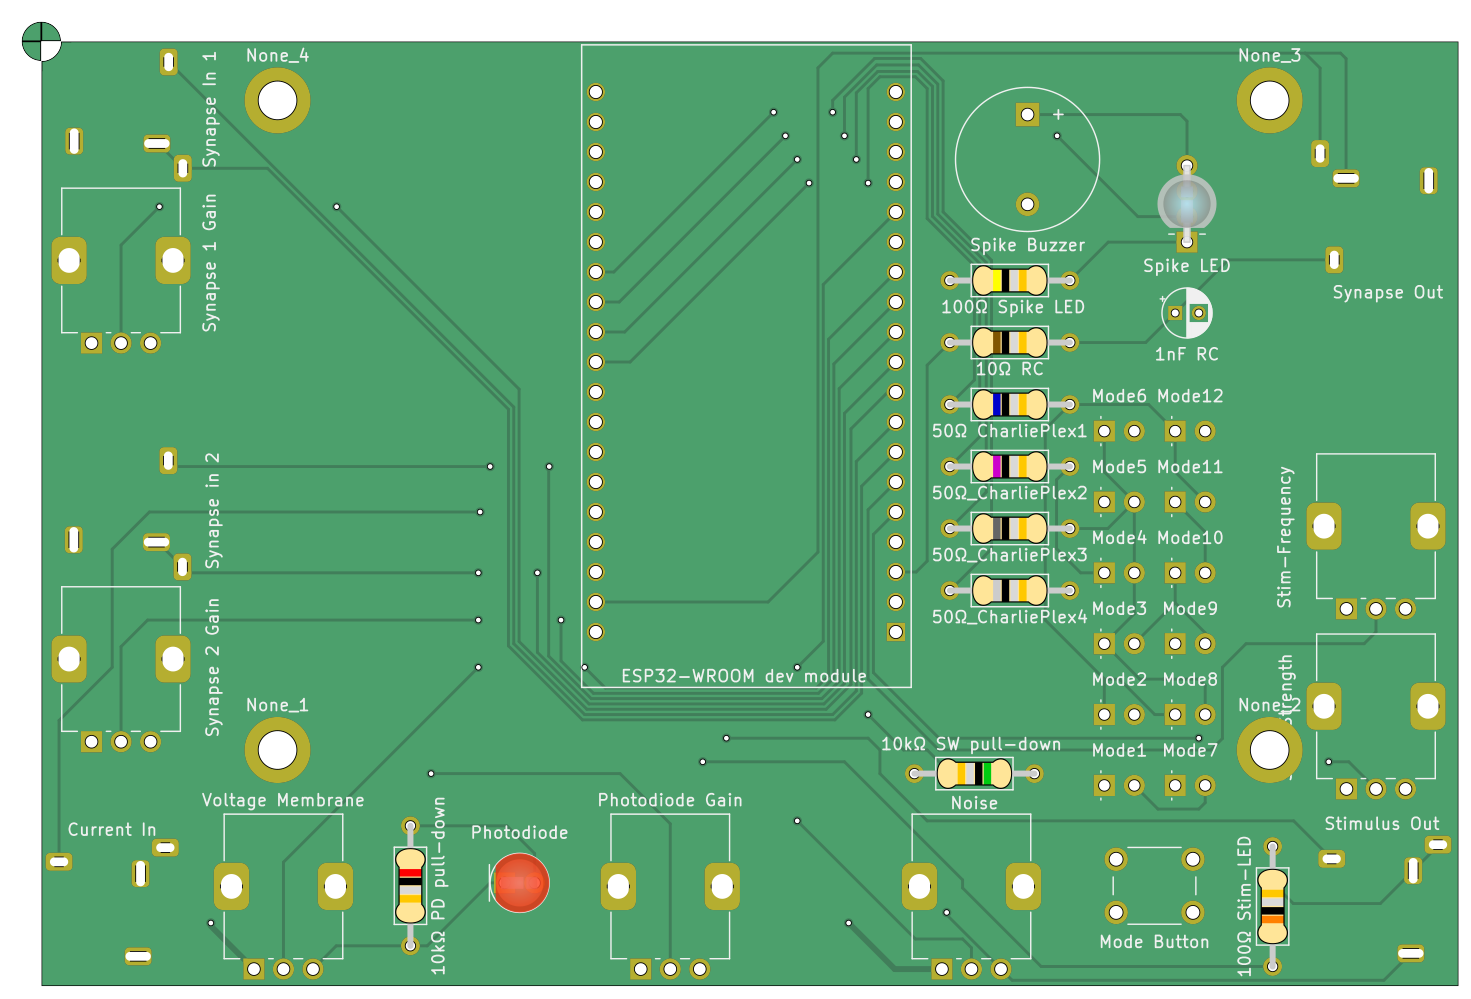 None_4
None_3
Synapse In 1
+
Spike Buzzer
Synapse 1 Gain
Spike LED
Synapse Out
100Ω Spike LED
+
1nF RC
10Ω RC
Mode6 Mode12
50Ω CharliePlex1
Mode5 Mode11
50Ω_CharliePlex2
Synapse in 2
Stim-Frequency
Mode4 Mode10
50Ω_CharliePlex3
Mode3 Mode9
50Ω_CharliePlex4
Synapse 2 Gain
ESP32-WROOM dev module
Mode2 Mode8
None_1
None_2
Strength
10kΩ SW pull-down
Mode1 Mode7
Voltage Membrane
Photodiode Gain
Noise
Current In
Photodiode
Stimulus Out
10kΩ PD pull-down
100Ω Stim-LED
Mode Button